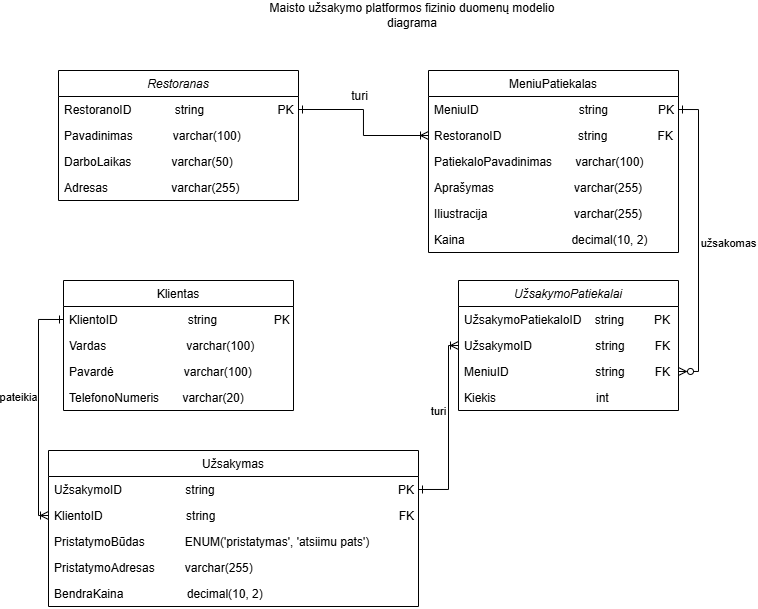 Maisto užsakymo platformos fizinio duomenų modelio
diagrama
Restoranas
RestoranoID string PK
Pavadinimas varchar(100)
DarboLaikas varchar(50)
Adresas varchar(255)
turi
MeniuPatiekalas
MeniuID string PK
RestoranoID string FK
PatiekaloPavadinimas varchar(100)
Aprašymas varchar(255)
Iliustracija varchar(255)
Kaina decimal(10, 2)
užsakomas
Klientas
KlientoID string PK
Vardas varchar(100)
Pavardė varchar(100)
TelefonoNumeris varchar(20)
pateikia
UžsakymoPatiekalai
UžsakymoPatiekaloID string PK
UžsakymoID string FK
MeniuID string FK
Kiekis int
turi
Užsakymas
UžsakymoID string PK
KlientoID string FK
PristatymoBūdas ENUM('pristatymas', 'atsiimu pats')
PristatymoAdresas varchar(255)
BendraKaina decimal(10, 2)